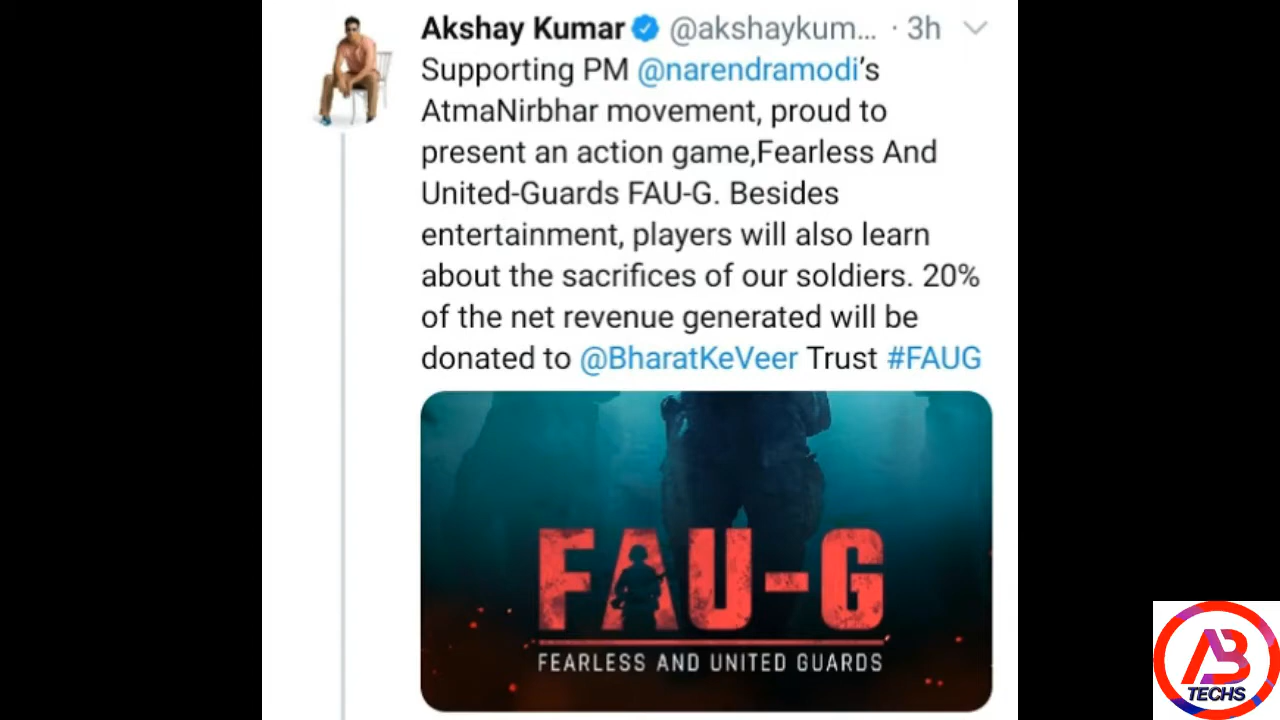 Akshay Kumar @akshaykum... · 3h
Supporting PM @narendramodi's
AtmaNirbhar movement, proud to
present an action game,Fearless And
United-Guards FAU-G. Besides
entertainment, players will also learn
about the sacrifices of our soldiers. 20%
of the net revenue generated will be
donated to @BharatKeVeer Trust #FAUG
FAU-G
FEARLESS AND UNITED GUARDS
AB
TECHS